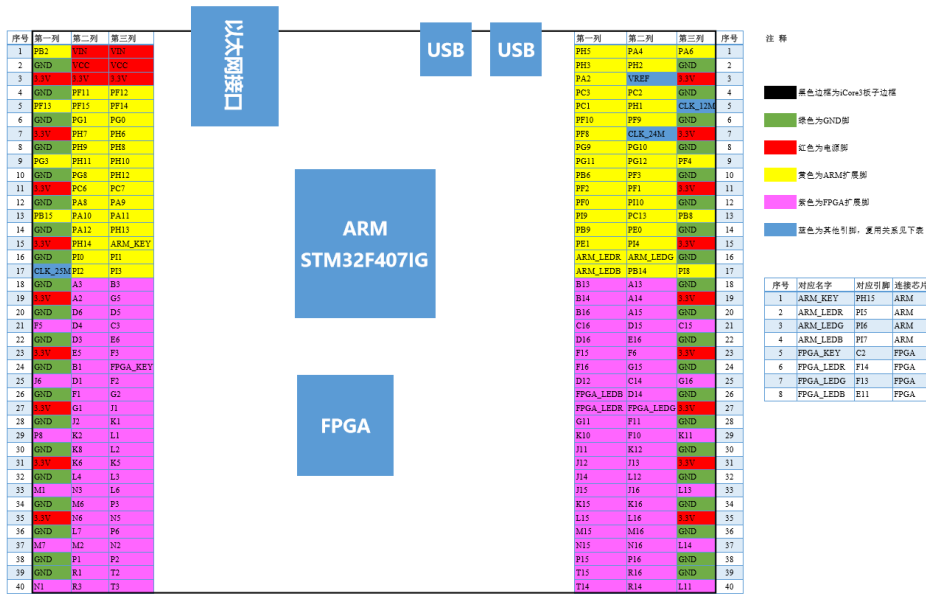 以太网接口
USB USB
序号 第一列 第二列 第三列 第一列 第二列 第三列 序号 注 释
1 PB2 VIN VIN PH5 PA4 PA6 1
2 GND VCC VCC PH3 PH2 GND 2
3 3.3V 3.3V 3.3V PA2 VREF 3.3V 3
4 GND PF11 PF12 PC3 PC2 GND 4 黑色边框为iCore3板子边框
5 PF13 PF15 PF14 PC1 PH1 CLK_12M 5
6 GND PG1 PG0 PF10 PF9 GND 6 绿色为GND脚
7 3.3V PH7 PH6 PF8 CLK_24M 3.3V 7
8 GND PH9 PH8 PG9 PG10 GND 8 红色为电源脚
9 PG3 PH11 PH10 PG11 PG12 PF4 9
10 GND PG8 PH12 PB6 PF3 GND 10 黄色为ARM扩展脚
11 3.3V PC6 PC7 PF2 PF1 3.3V 11
12 GND PA8 PA9 PF0 PI10 GND 12 紫色为FPGA扩展脚
13 PB15 PA10 PA11 PI9 PC13 PB8 13
14 GND PA12 PH13 PB9 PE0 GND 14 蓝色为其他引脚，复用关系见下表
15 3.3V PH14 ARM_KEY PE1 PI4 3.3V 15
16 GND PI0 PI1 ARM_LEDR ARM_LEDG GND 16
17 CLK_25M PI2 PI3 ARM_LEDB PB14 PI8 17
18 GND A3 B3 B13 A13 GND 18
19 3.3V A2 G5 B14 A14 3.3V 19
20 GND D6 D5 B16 A15 GND 20
21 F5 D4 C3 C16 D15 C15 21
22 GND D3 E6 D16 E16 GND 22
23 3.3V E5 F3 F15 F6 3.3V 23
24 GND B1 FPGA_KEY F16 G15 GND 24
25 J6 D1 F2 D12 C14 G16 25
26 GND F1 G2 FPGA_LEDB D14 GND 26
27 3.3V G1 J1 FPGA_LEDR FPGA_LEDG 3.3V 27
28 GND J2 K1 G11 F11 GND 28
29 P8 K2 L1 K10 F10 K11 29
30 GND K8 L2 J11 K12 GND 30
31 3.3V K6 K5 J12 J13 3.3V 31
32 GND L4 L3 J14 L12 GND 32
33 M1 N3 L6 J15 J16 L13 33
34 GND M6 P3 K15 K16 GND 34
35 3.3V N6 N5 L15 L16 3.3V 35
36 GND L7 P6 M15 M16 GND 36
37 M7 M2 N2 N15 N16 L14 37
38 GND P1 P2 P15 P16 GND 38
39 GND R1 T2 T15 R16 GND 39
40 N1 R3 T3 T14 R14 L11 40
ARM
STM32F407IG
FPGA
序号 对应名字 对应引脚 连接芯片
1 ARM_KEY PH15 ARM
2 ARM_LEDR PI5 ARM
3 ARM_LEDG PI6 ARM
4 ARM_LEDB PI7 ARM
5 FPGA_KEY C2 FPGA
6 FPGA_LEDR F14 FPGA
7 FPGA_LEDG F13 FPGA
8 FPGA_LEDB E11 FPGA